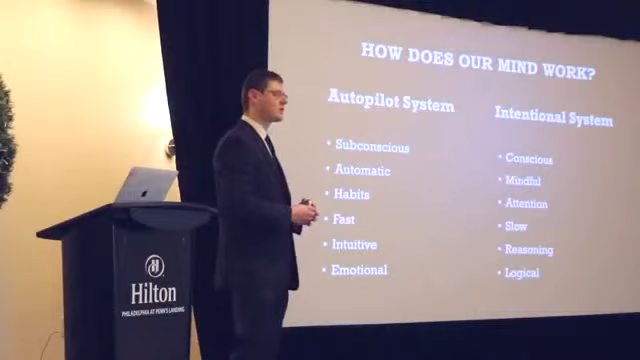 HOW DOES OUR MIND WORK?
Autopilot System
• Subconscious
• Automatic
• Habits
• Fast
• Intuitive
• Emotional
Intentional System
• Conscious
• Mindful
• Attention
• Slow
• Reasoning
• Logical
H
Hilton
PHILADELPHIA AT PENN'S LANDING